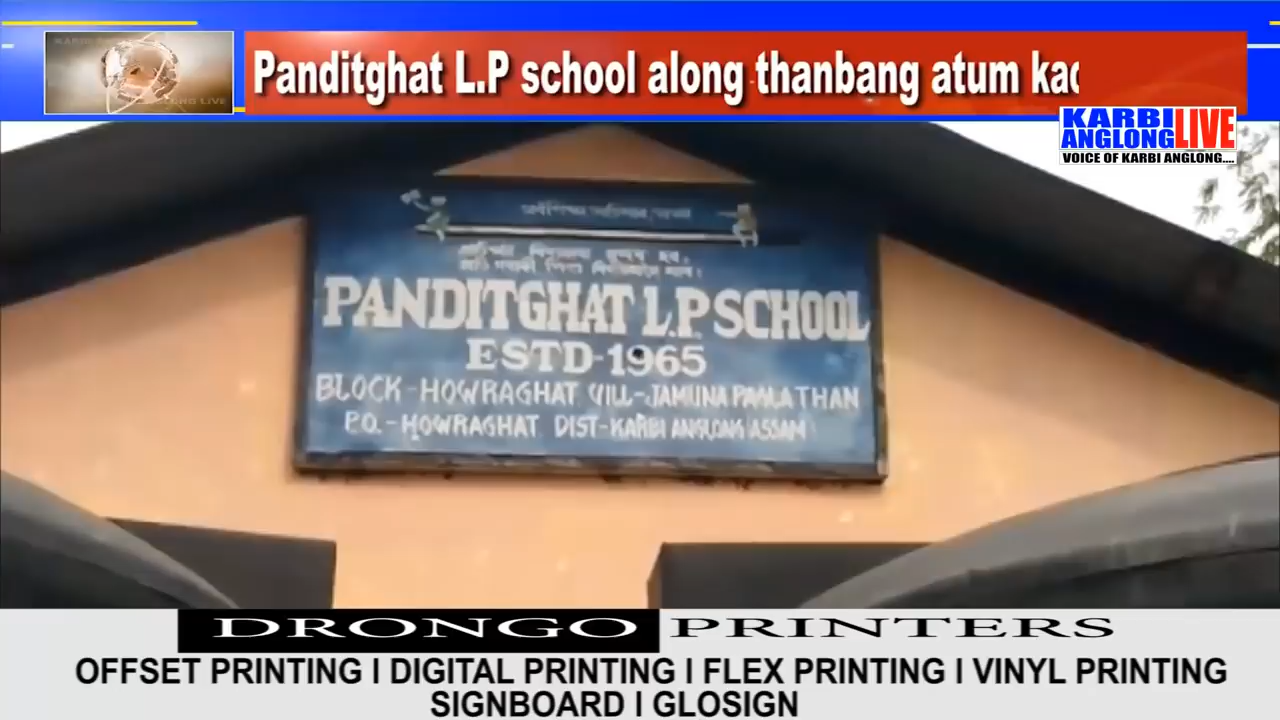 Panditghat L.P school along thanbang atum kac
KARBI
ANGLONG LIVE
VOICE OF KARBI ANGLONG....
PANDITGHAT L.P SCHOOL
ESTD-1965
BLOCK-HOWRAGHAT VILL-JAMUNA PAMLATHAN
P.O.-HOWRAGHAT DIST-KARBI ANGLONG ASSAM
DRONGO PRINTERS
OFFSET PRINTING I DIGITAL PRINTING I FLEX PRINTING I VINYL PRINTING
SIGNBOARD I GLOSIGN